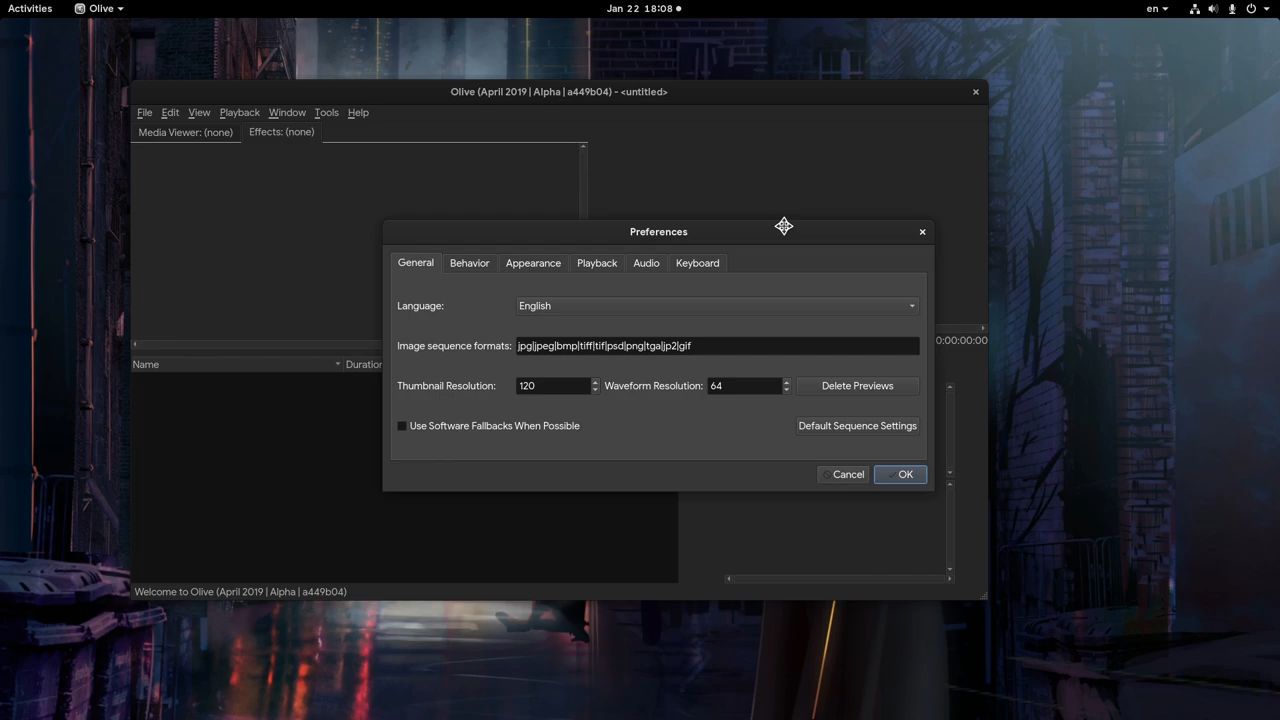 Activities Olive Jan 22 18:08 en
Olive (April 2019 | Alpha | a449b04) - <untitled>
File Edit View Playback Window Tools Help
Media Viewer: (none) Effects: (none)
Preferences
General Behavior Appearance Playback Audio Keyboard
Language: English
Image sequence formats: jpg|jpeg|bmp|tiff|tif|psd|png|tga|jp2|gif
0:00:00:00
Name Duration
Thumbnail Resolution: 120 Waveform Resolution: 64 Delete Previews
Use Software Fallbacks When Possible Default Sequence Settings
Cancel OK
Welcome to Olive (April 2019 | Alpha | a449b04)